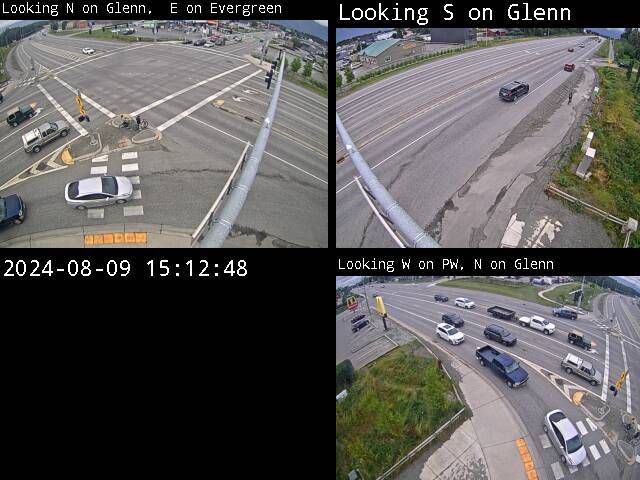 Looking N on Glenn,  E on Evergreen
Looking S on Glenn
2024-08-09 15:12:48
Looking W on PW, N on Glenn